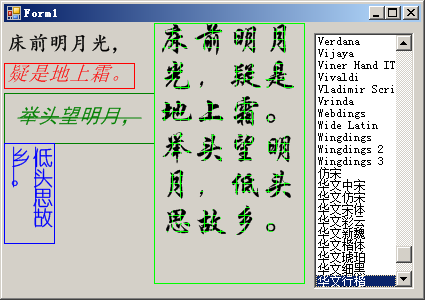 Form1
床前明月光，
疑是地上霜。
举头望明月，
低头思故
乡。
床前明月
光，疑是
地上霜。
举头望明
月，低头
思故乡。
Verdana
Vijaya
Viner Hand IT
Vivaldi
Vladimir Scri
Vrinda
Webdings
Wide Latin
Wingdings
Wingdings 2
Wingdings 3
仿宋
华文中宋
华文仿宋
华文宋体
华文彩云
华文新魏
华文楷体
华文琥珀
华文细黑
华文行楷